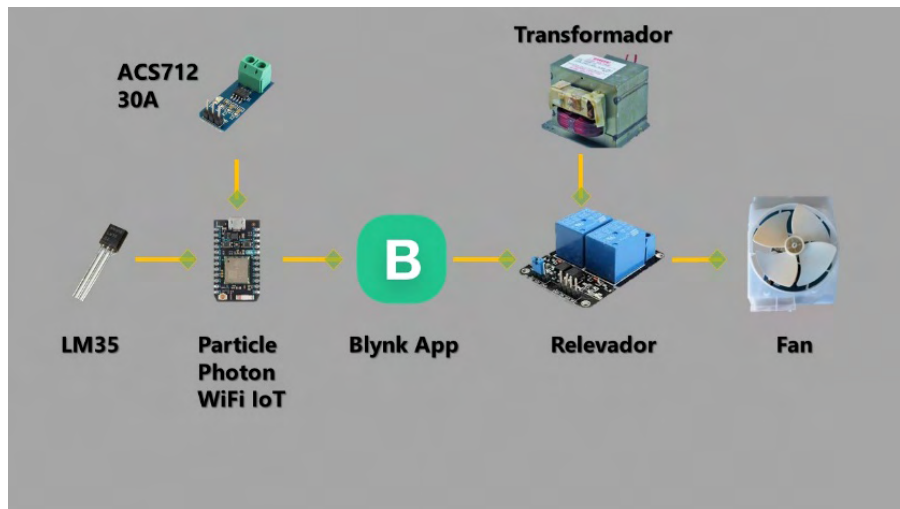 Transformador
ACS712
30A
B
LM35
Particle
Photon
WiFi IoT
Blynk App
Relevador
Fan